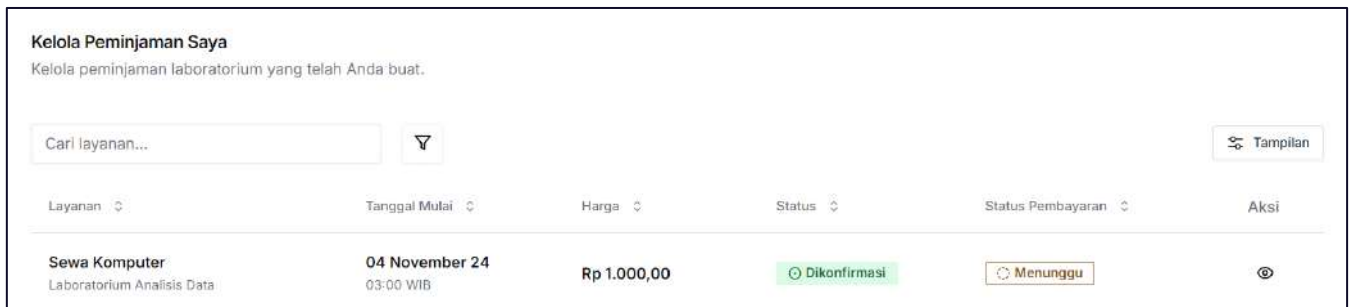 Kelola Peminjaman Saya
Kelola peminjaman laboratorium yang telah Anda buat.
Cari layanan...
Tampilan
Layanan Tanggal Mulai Harga Status Status Pembayaran Aksi
Sewa Komputer 04 November 24 Rp 1.000,00 Dikonfirmasi Menunggu
Laboratorium Analisis Data 03:00 WIB